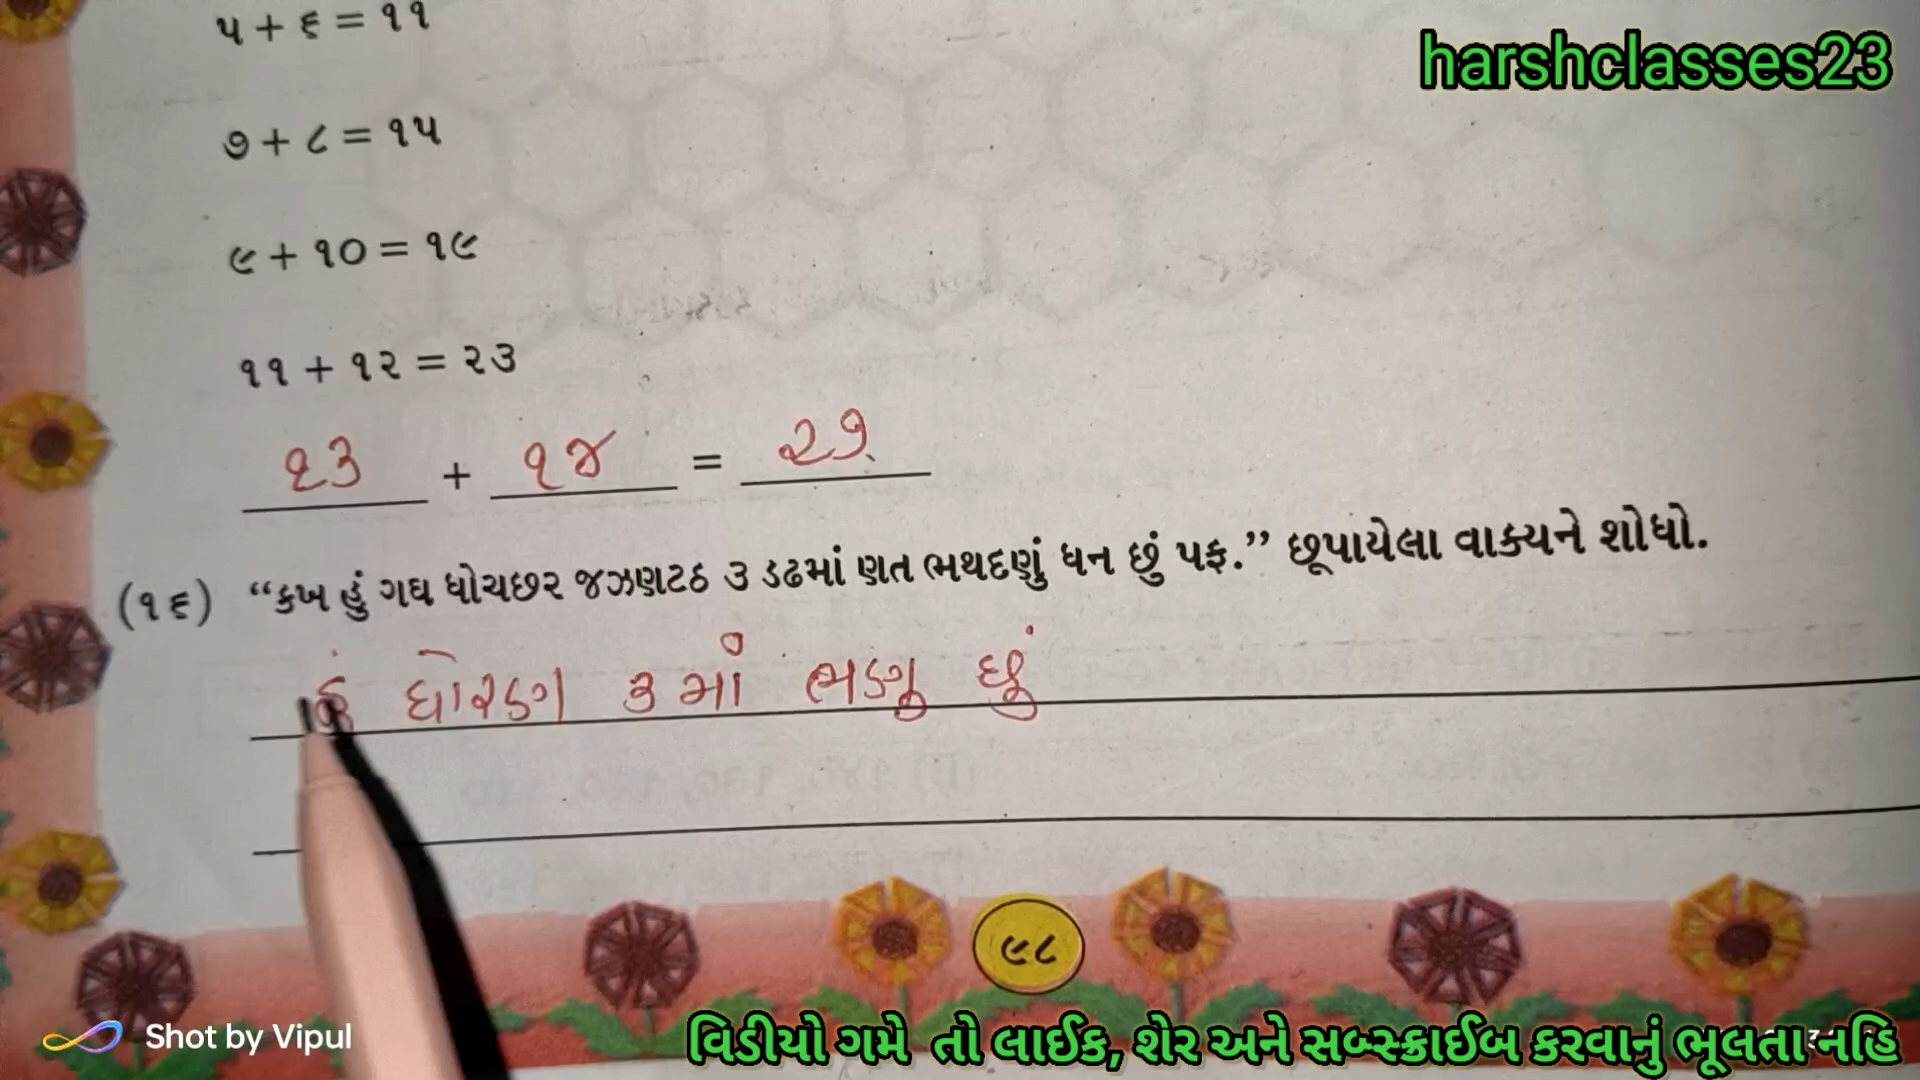 ૫ + ૬ = ૧૧
harshclasses23
૭ + ૮ = ૧૫
૯ + ૧૦ = ૧૯
૧૧ + ૧૨ = ૨૩
૧૩ + ૧૪ = ૨૭
(૧૬) “કખ હું ગઘ ધોચછર જઝણટઠ ૩ ડઢમાં ણત ભથદણું ધન છું પફ.” છૂપાયેલા વાક્યને શોધો.
હું ધોરણ ૩ માં ભણુ છું
૯૮
Shot by Vipul
વિડીયો ગમે તો લાઈક, શેર અને સબ્સ્ક્રાઈબ કરવાનું ભૂલતા નહિ